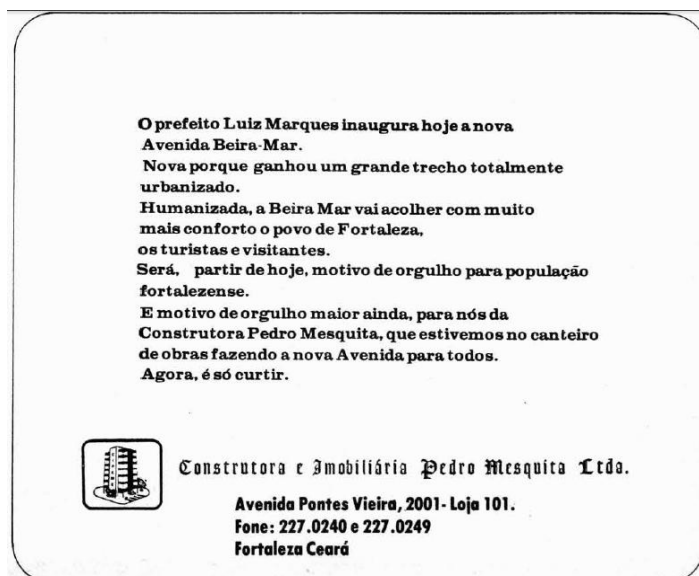 O prefeito Luiz Marques inaugura hoje a nova
Avenida Beira-Mar.
Nova porque ganhou um grande trecho totalmente
urbanizado.
Humanizada, a Beira Mar vai acolher com muito
mais conforto o povo de Fortaleza,
os turistas e visitantes.
Será, partir de hoje, motivo de orgulho para população
fortalezense.
E motivo de orgulho maior ainda, para nós da
Construtora Pedro Mesquita, que estivemos no canteiro
de obras fazendo a nova Avenida para todos.
Agora, é só curtir.
Construtora e Imobiliária Pedro Mesquita Ltda.
Avenida Pontes Vieira, 2001- Loja 101.
Fone: 227.0240 e 227.0249
Fortaleza Ceará